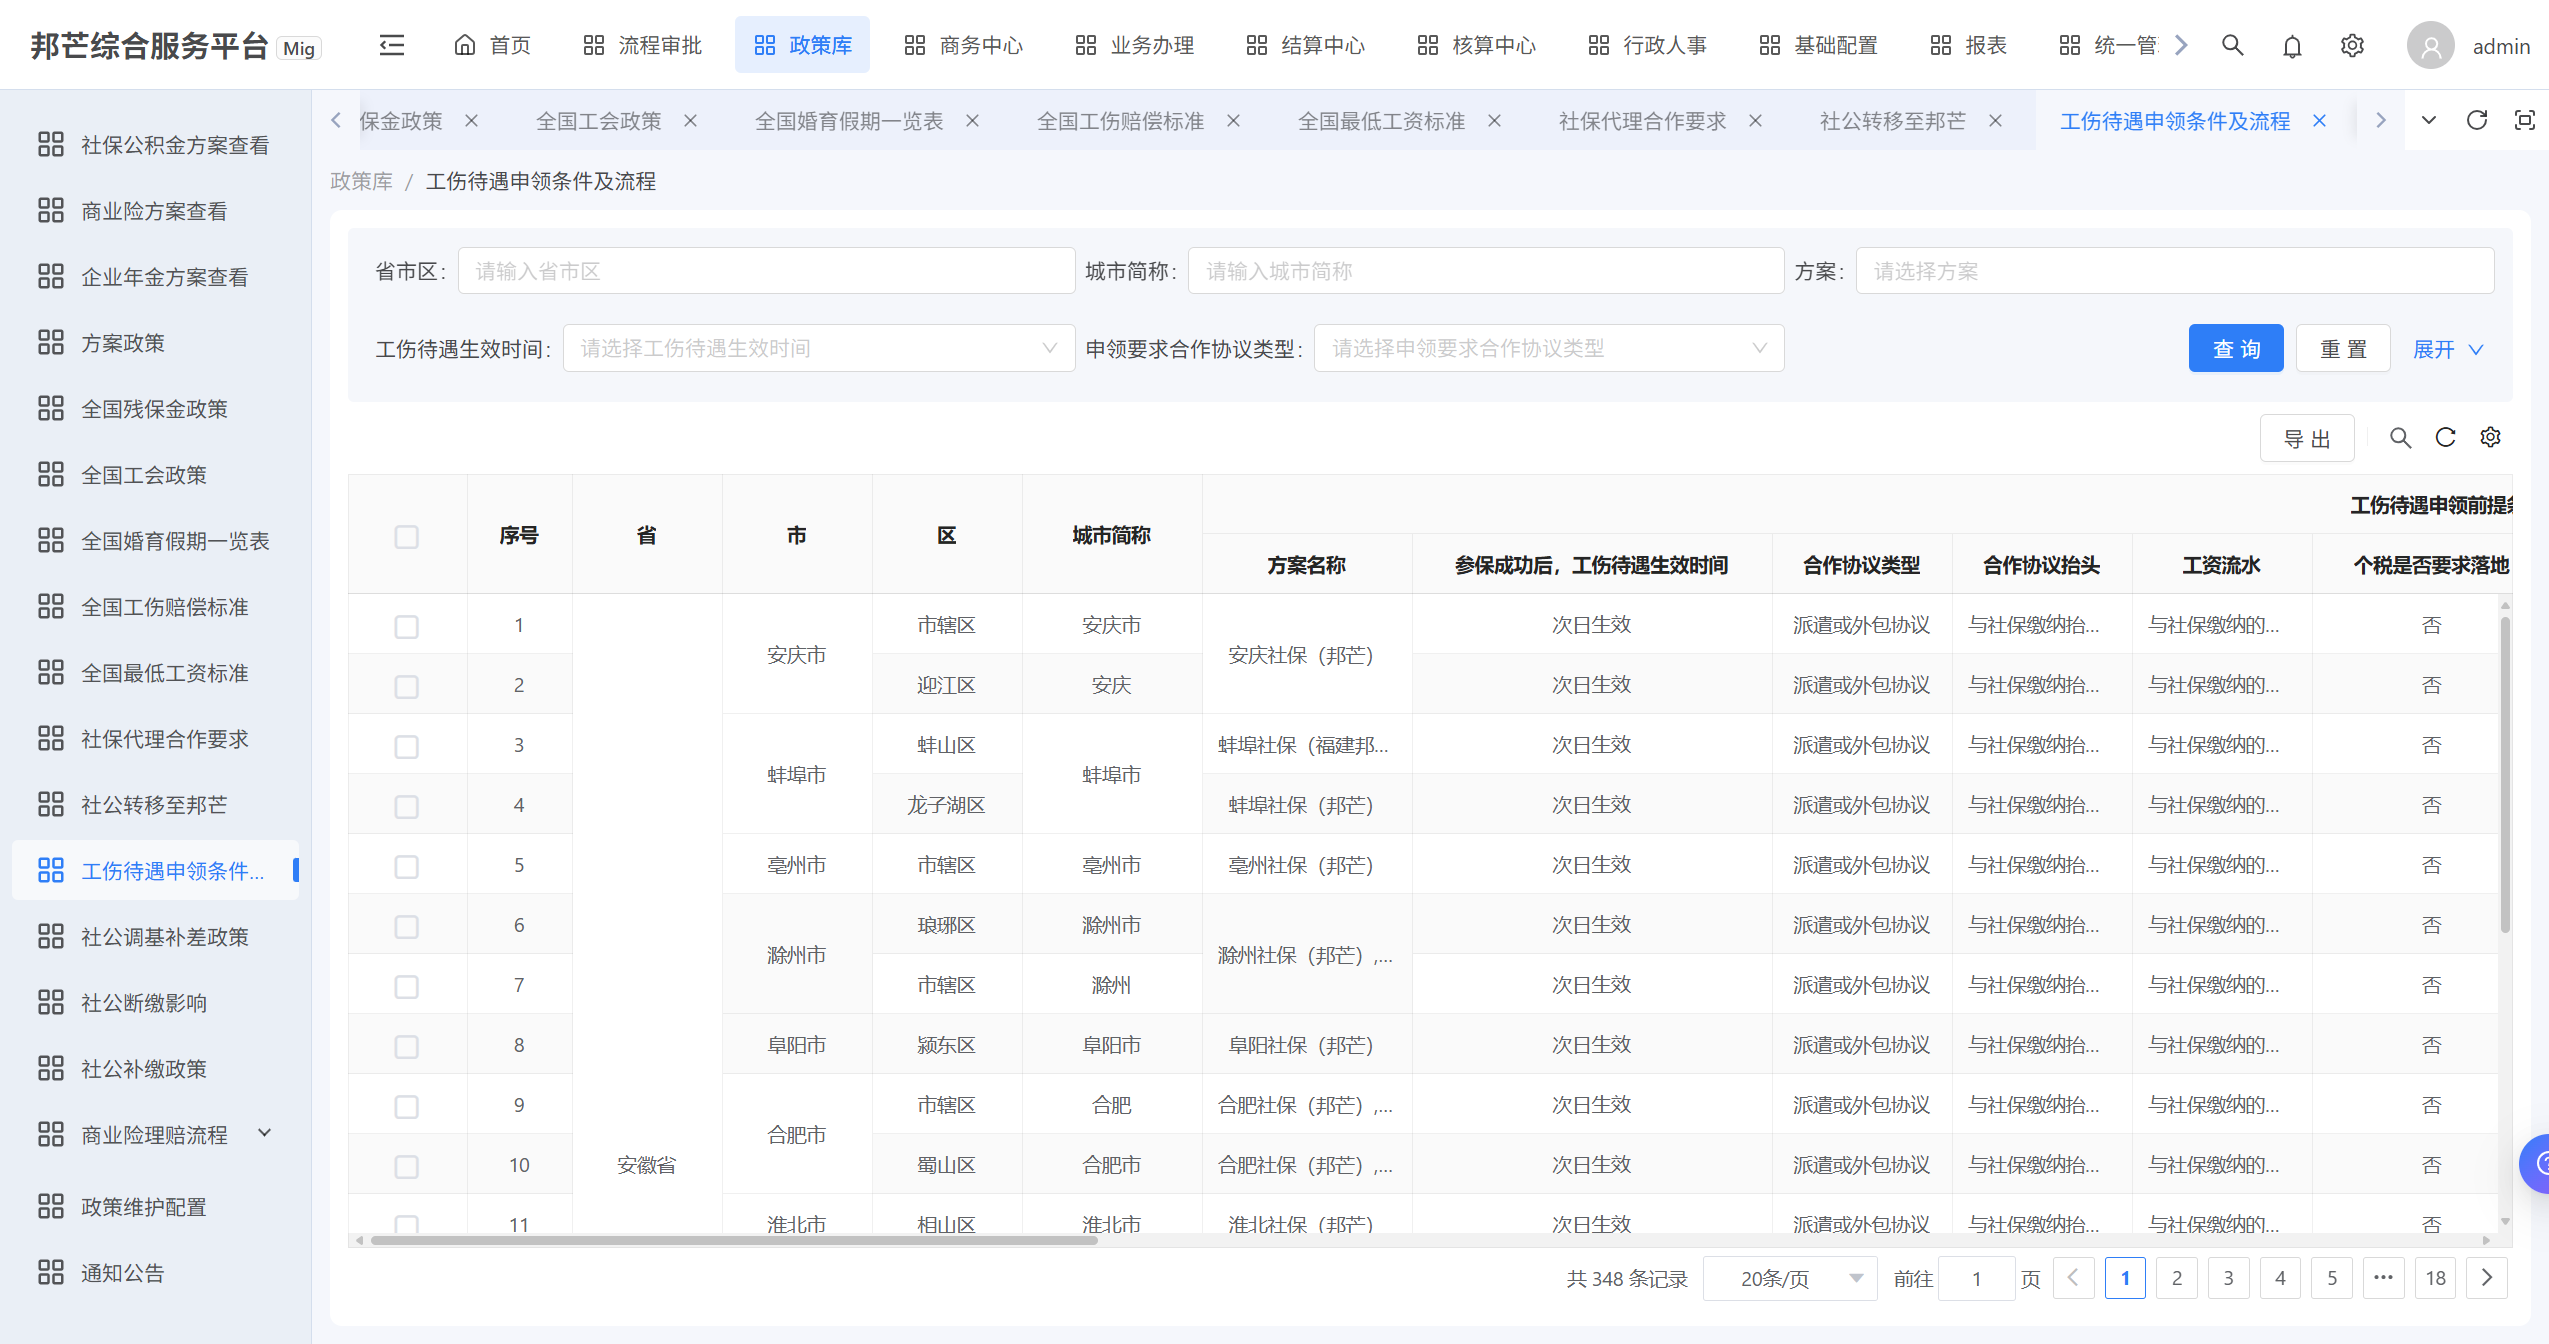 邦芒综合服务平台 Mig 首页 流程审批 政策库 商务中心 业务办理 结算中心 核算中心 行政人事 基础配置 报表 统一管 admin
保金政策 全国工会政策 全国婚育假期一览表 全国工伤赔偿标准 全国最低工资标准 社保代理合作要求 社公转移至邦芒 工伤待遇申领条件及流程
政策库 / 工伤待遇申领条件及流程
社保公积金方案查看
商业险方案查看
企业年金方案查看
方案政策
全国残保金政策
全国工会政策
全国婚育假期一览表
全国工伤赔偿标准
全国最低工资标准
社保代理合作要求
社公转移至邦芒
工伤待遇申领条件...
社公调基补差政策
社公断缴影响
社公补缴政策
商业险理赔流程
政策维护配置
通知公告
省市区: 请输入省市区 城市简称: 请输入城市简称 方案: 请选择方案
工伤待遇生效时间: 请选择工伤待遇生效时间 申领要求合作协议类型: 请选择申领要求合作协议类型 查 询 重 置 展开
导 出
序号 省 市 区 城市简称 工伤待遇申领前提条
方案名称 参保成功后，工伤待遇生效时间 合作协议类型 合作协议抬头 工资流水 个税是否要求落地
1 安庆市 市辖区 安庆市 安庆社保（邦芒） 次日生效 派遣或外包协议 与社保缴纳抬... 与社保缴纳的... 否
2 迎江区 安庆 次日生效 派遣或外包协议 与社保缴纳抬... 与社保缴纳的... 否
3 蚌埠市 蚌山区 蚌埠市 蚌埠社保（福建邦... 次日生效 派遣或外包协议 与社保缴纳抬... 与社保缴纳的... 否
4 龙子湖区 蚌埠社保（邦芒） 次日生效 派遣或外包协议 与社保缴纳抬... 与社保缴纳的... 否
5 亳州市 市辖区 亳州市 亳州社保（邦芒） 次日生效 派遣或外包协议 与社保缴纳抬... 与社保缴纳的... 否
6 滁州市 琅琊区 滁州市 滁州社保（邦芒）,... 次日生效 派遣或外包协议 与社保缴纳抬... 与社保缴纳的... 否
7 市辖区 滁州 次日生效 派遣或外包协议 与社保缴纳抬... 与社保缴纳的... 否
8 阜阳市 颍东区 阜阳市 阜阳社保（邦芒） 次日生效 派遣或外包协议 与社保缴纳抬... 与社保缴纳的... 否
9 合肥市 市辖区 合肥 合肥社保（邦芒）,... 次日生效 派遣或外包协议 与社保缴纳抬... 与社保缴纳的... 否
10 安徽省 蜀山区 合肥市 合肥社保（邦芒）,... 次日生效 派遣或外包协议 与社保缴纳抬... 与社保缴纳的... 否
11 淮北市 相山区 淮北市 淮北社保（邦芒） 次日生效 派遣或外包协议 与社保缴纳抬... 与社保缴纳的... 否
共 348 条记录 20条/页 前往 1 页 1 2 3 4 5 ••• 18